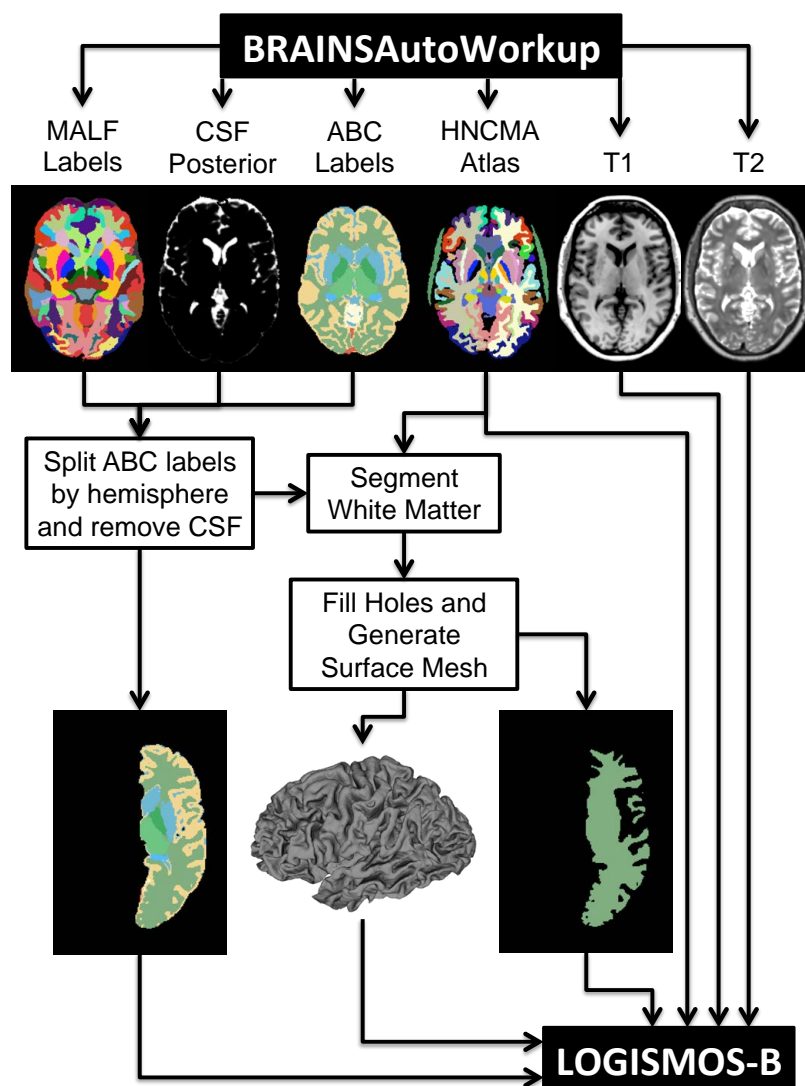 BRAINSAutoWorkup
MALF
Labels
CSF
Posterior
ABC
Labels
HNCMA
Atlas
T1
T2
Split ABC labels
by hemisphere
and remove CSF
Segment
White Matter
Fill Holes and
Generate
Surface Mesh
LOGISMOS-B